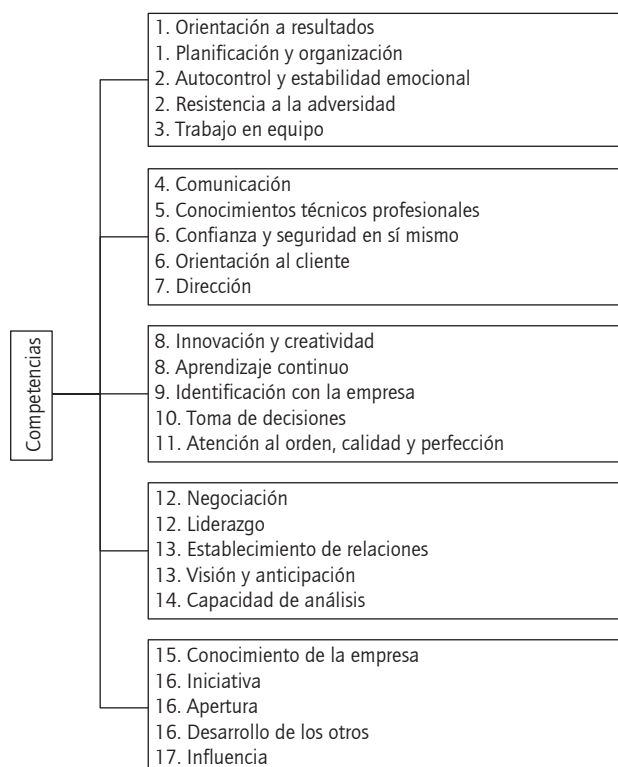 Competencias
1. Orientación a resultados
1. Planificación y organización
2. Autocontrol y estabilidad emocional
2. Resistencia a la adversidad
3. Trabajo en equipo
4. Comunicación
5. Conocimientos técnicos profesionales
6. Confianza y seguridad en sí mismo
6. Orientación al cliente
7. Dirección
8. Innovación y creatividad
8. Aprendizaje continuo
9. Identificación con la empresa
10. Toma de decisiones
11. Atención al orden, calidad y perfección
12. Negociación
12. Liderazgo
13. Establecimiento de relaciones
13. Visión y anticipación
14. Capacidad de análisis
15. Conocimiento de la empresa
16. Iniciativa
16. Apertura
16. Desarrollo de los otros
17. Influencia